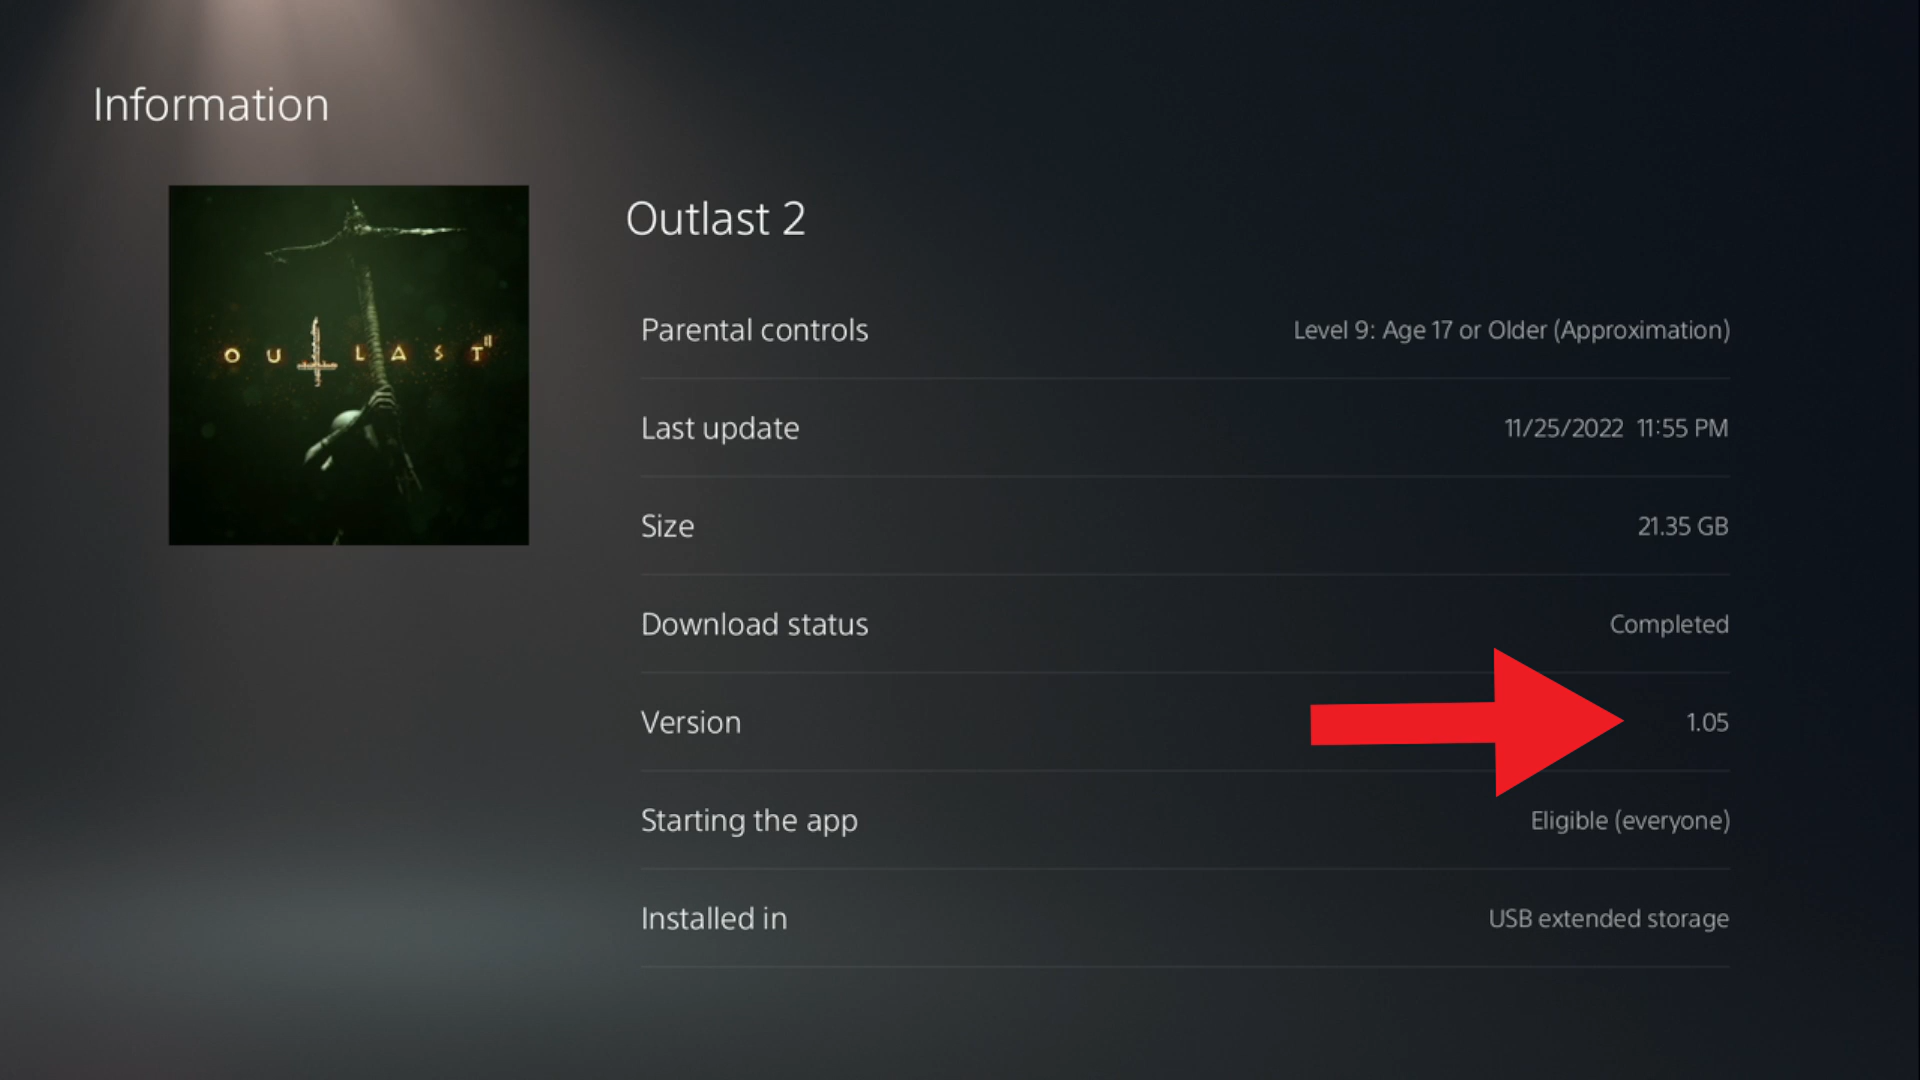 Information
OUTLAST II
Outlast 2
Parental controls Level 9: Age 17 or Older (Approximation)
Last update 11/25/2022 11:55 PM
Size 21.35 GB
Download status Completed
Version 1.05
Starting the app Eligible (everyone)
Installed in USB extended storage